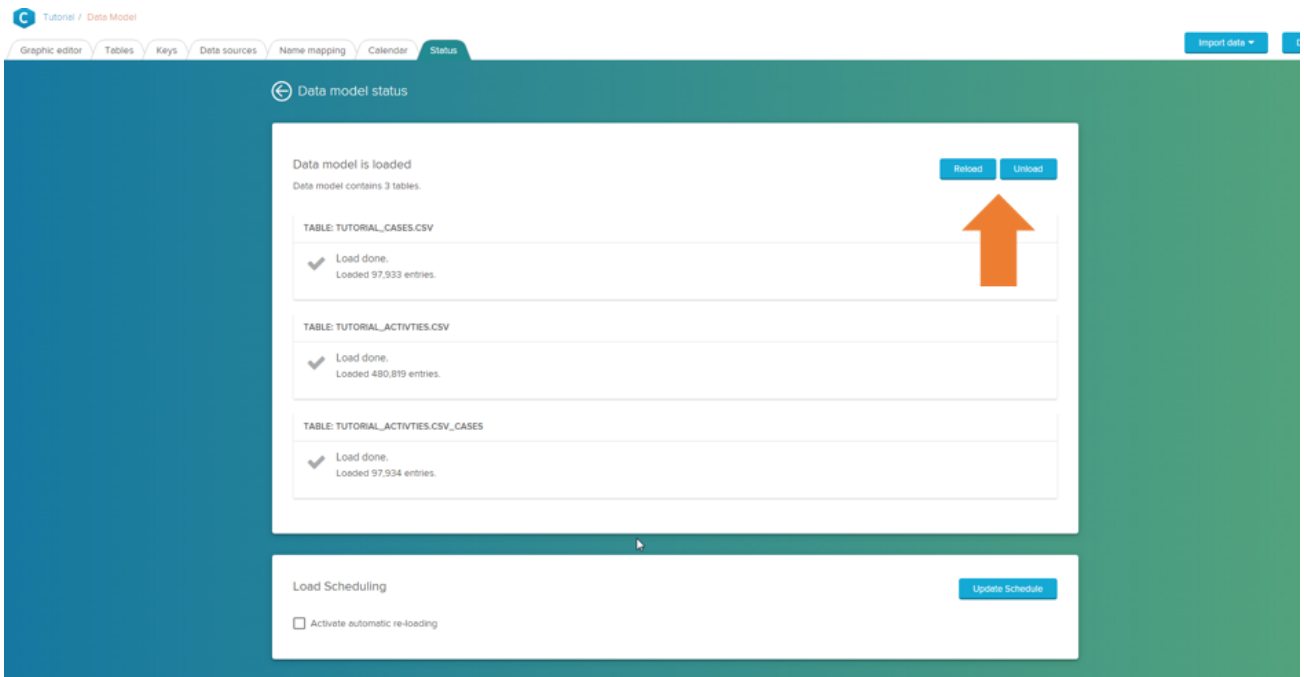 C Tutorial / Data Model
Graphic editor Tables Keys Data sources Name mapping Calendar Status Import data
Data model status
Data model is loaded
Reload Unload
Data model contains 3 tables.
TABLE: TUTORIAL_CASES.CSV
Load done.
Loaded 97,933 entries.
TABLE: TUTORIAL_ACTIVTIES.CSV
Load done.
Loaded 480,819 entries.
TABLE: TUTORIAL_ACTIVTIES.CSV_CASES
Load done.
Loaded 97,934 entries.
Load Scheduling
Update Schedule
Activate automatic re-loading